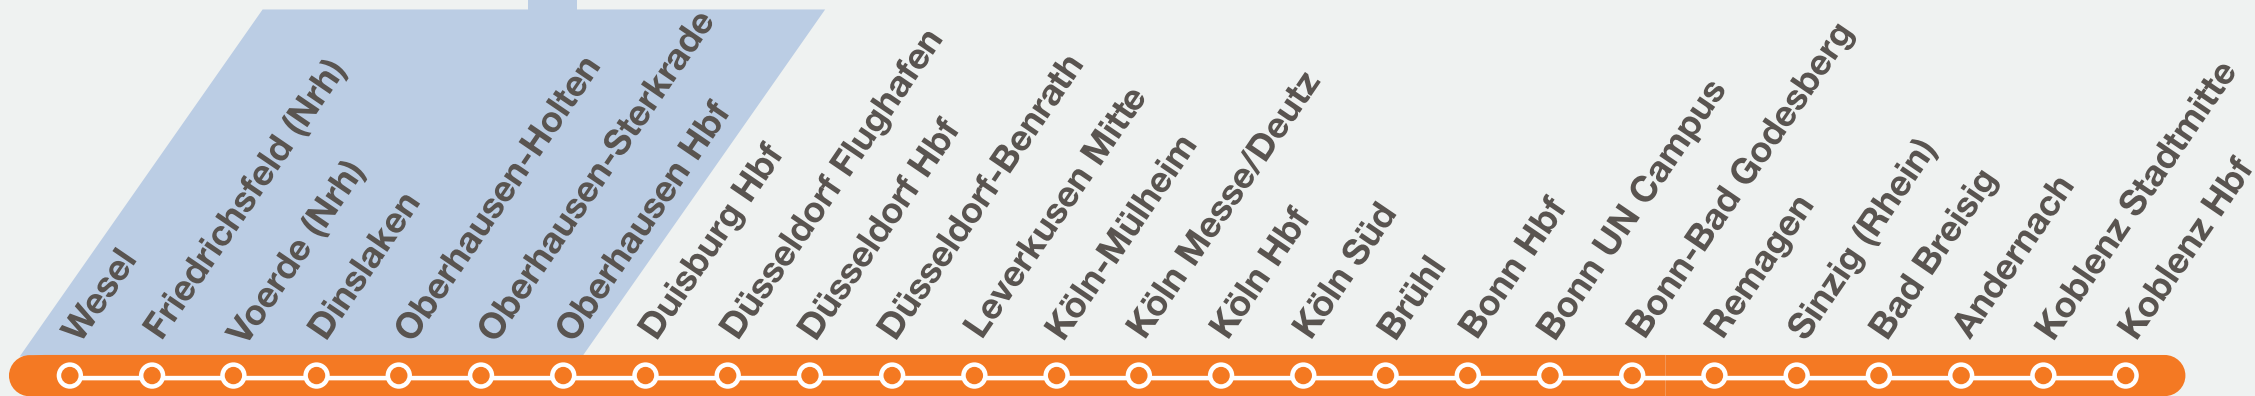 Wesel
Friedrichsfeld (Nrh)
Voerde (Nrh)
Dinslaken
Oberhausen-Holten
Oberhausen-Sterkrade
Oberhausen Hbf
Duisburg Hbf
Düsseldorf Flughafen
Düsseldorf Hbf
Düsseldorf-Benrath
Leverkusen Mitte
Köln-Mülheim
Köln Messe/Deutz
Köln Hbf
Köln Süd
Brühl
Bonn Hbf
Bonn UN Campus
Bonn-Bad Godesberg
Remagen
Sinzig (Rhein)
Bad Breisig
Andernach
Koblenz Stadtmitte
Koblenz Hbf